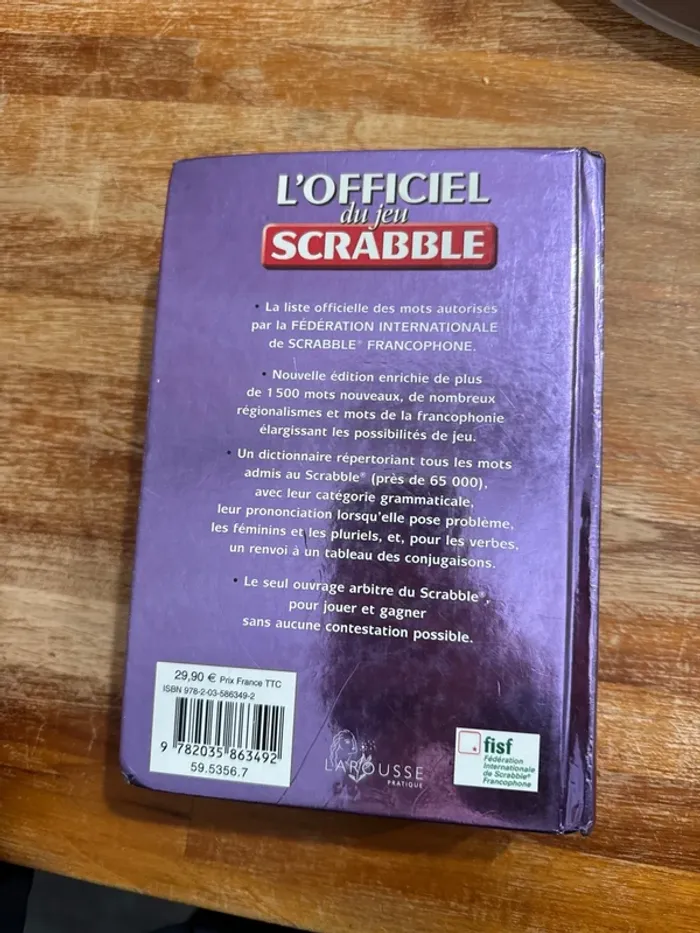 L'OFFICIEL
du jeu
SCRABBLE
• La liste officielle des mots autorisés
par la FÉDÉRATION INTERNATIONALE
de SCRABBLE® FRANCOPHONE.
• Nouvelle édition enrichie de plus
de 1 500 mots nouveaux, de nombreux
régionalismes et mots de la francophonie
élargissant les possibilités de jeu.
• Un dictionnaire répertoriant tous les mots
admis au Scrabble® (près de 65 000),
avec leur catégorie grammaticale,
leur prononciation lorsqu'elle pose problème,
les féminins et les pluriels, et, pour les verbes,
un renvoi à un tableau des conjugaisons.
• Le seul ouvrage arbitre du Scrabble®,
pour jouer et gagner
sans aucune contestation possible.
29,90 € Prix France TTC
ISBN 978-2-03-586349-2
9 782035 863492
59.5356.7
LAROUSSE
PRATIQUE
fisf
Fédération
Internationale
de Scrabble®
Francophone